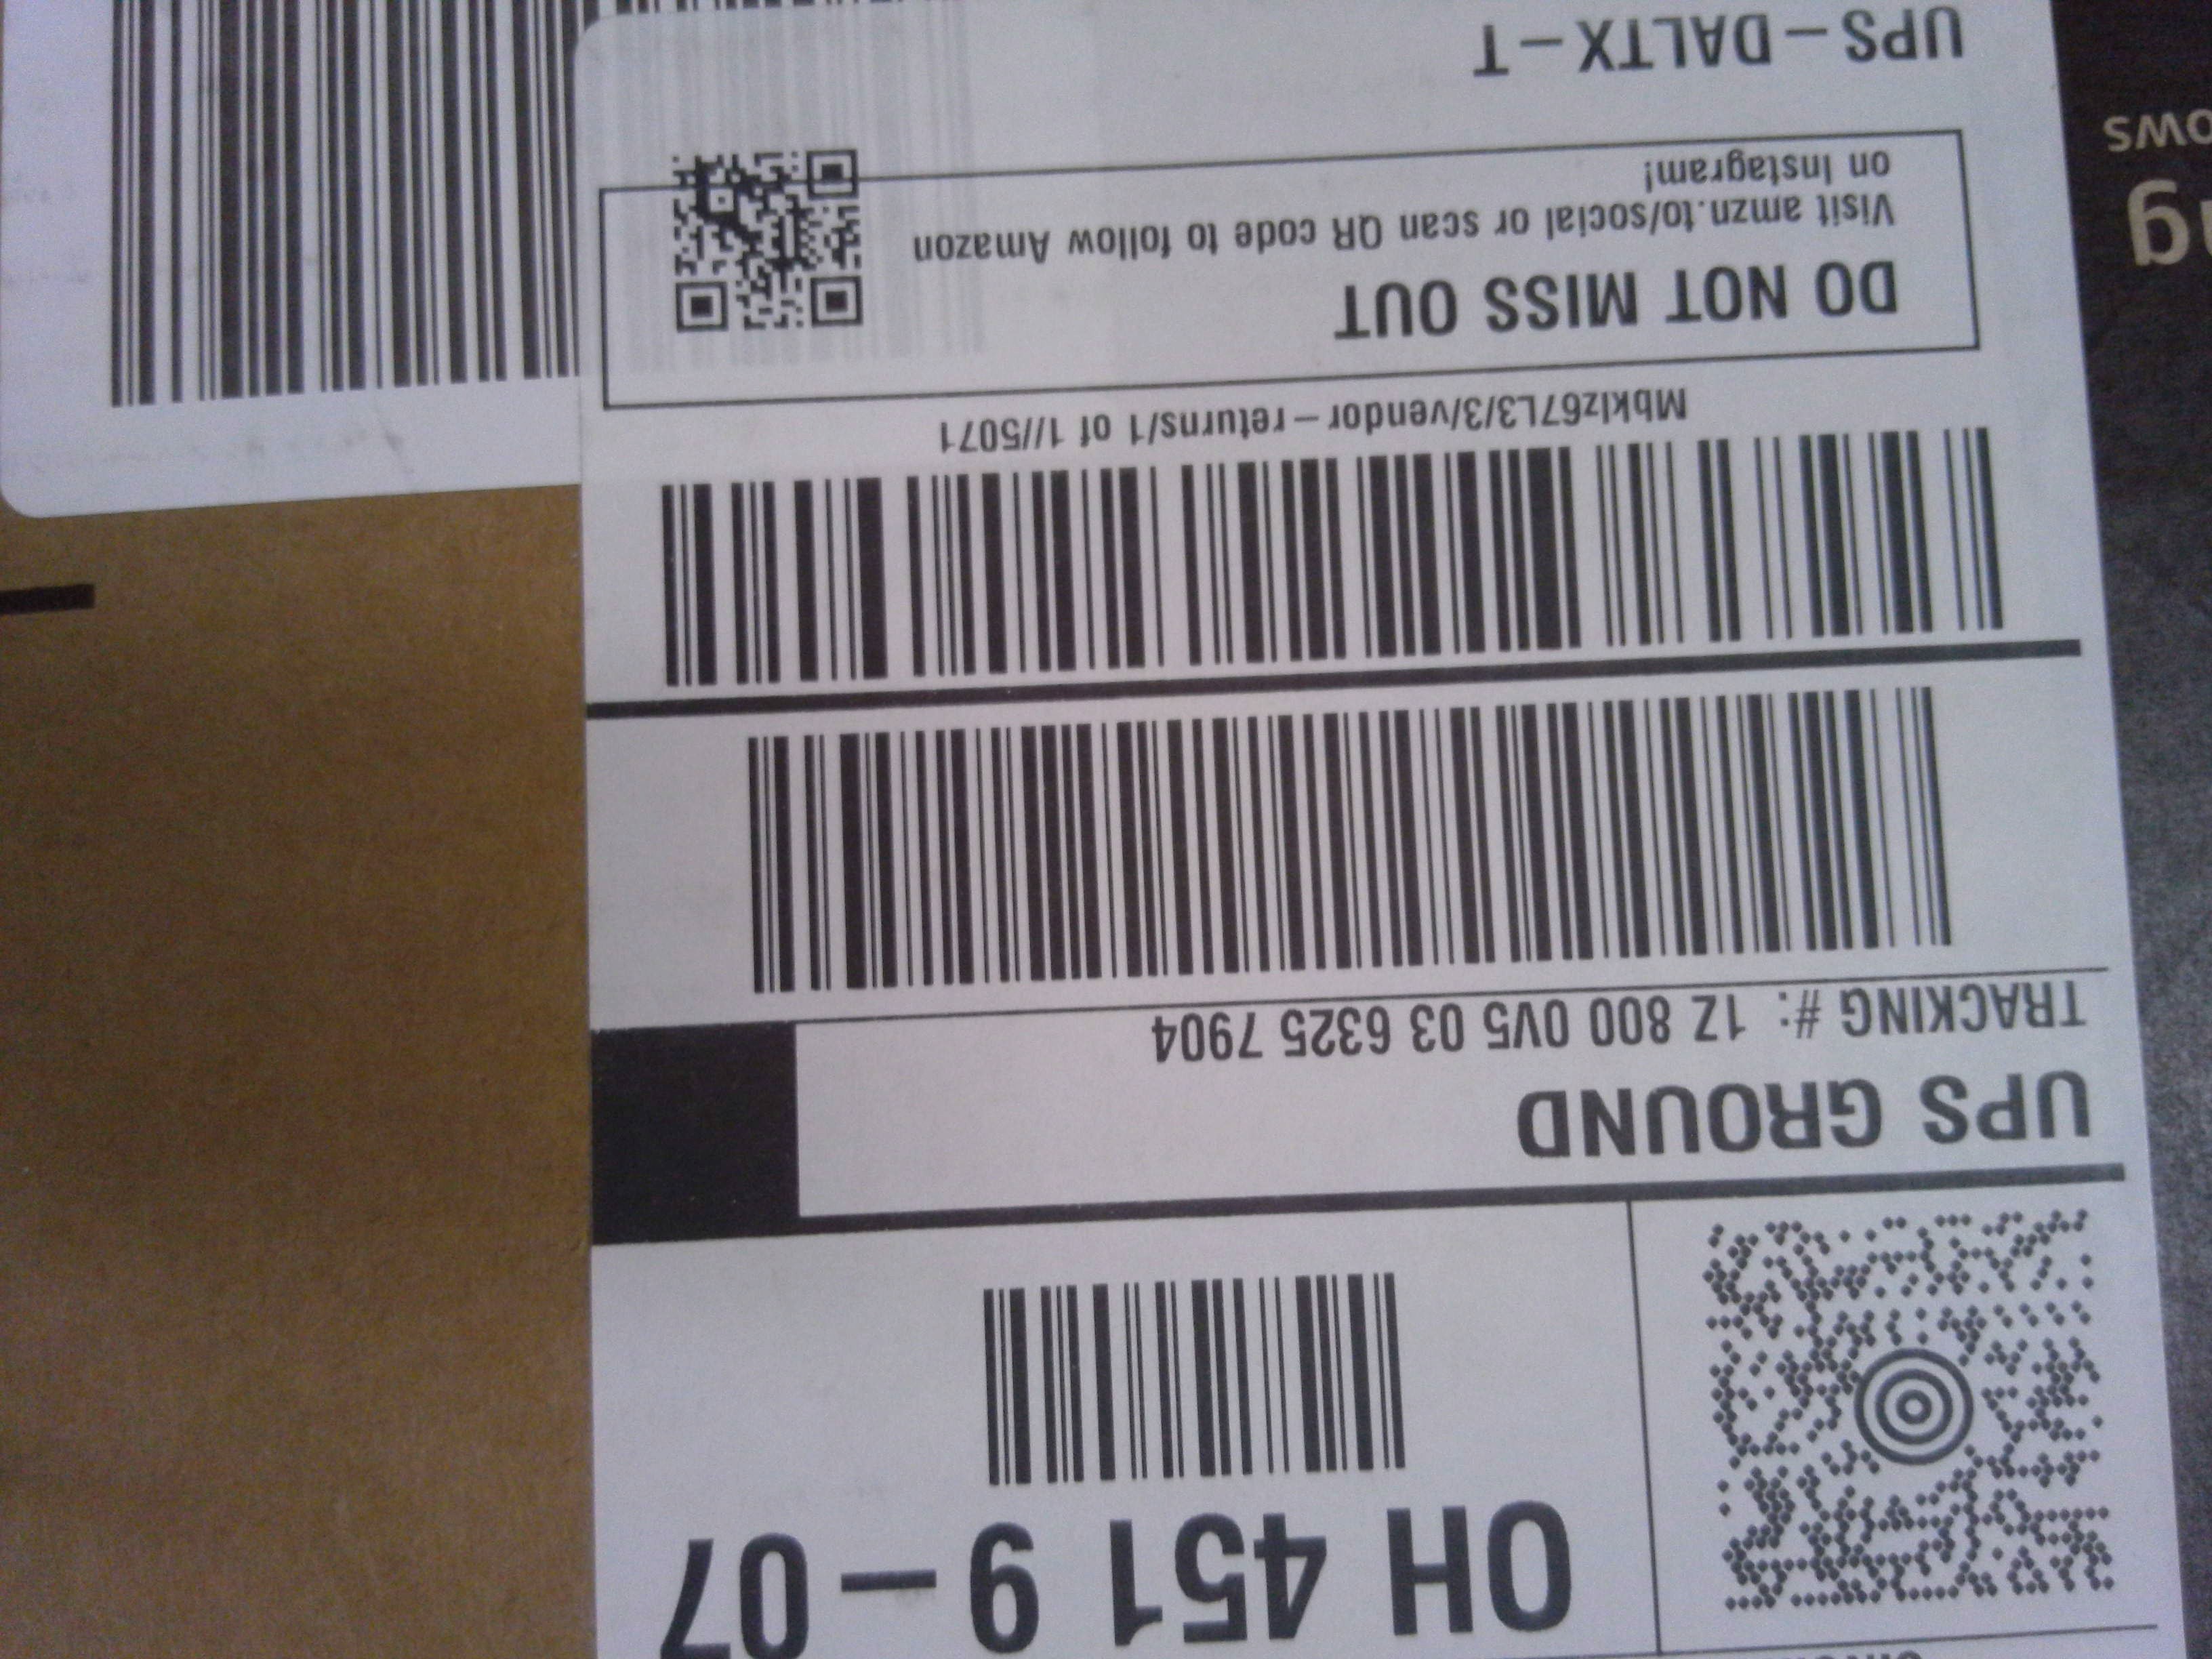 OH 451 9-07
UPS GROUND
TRACKING #: 1Z 800 0V5 03 6325 7904
Mbklz67L3/3/vendor-returns/1 of 1//5071
DO NOT MISS OUT
Visit amzn.to/social or scan QR code to follow Amazon
on Instagram!
UPS-DALTX-T